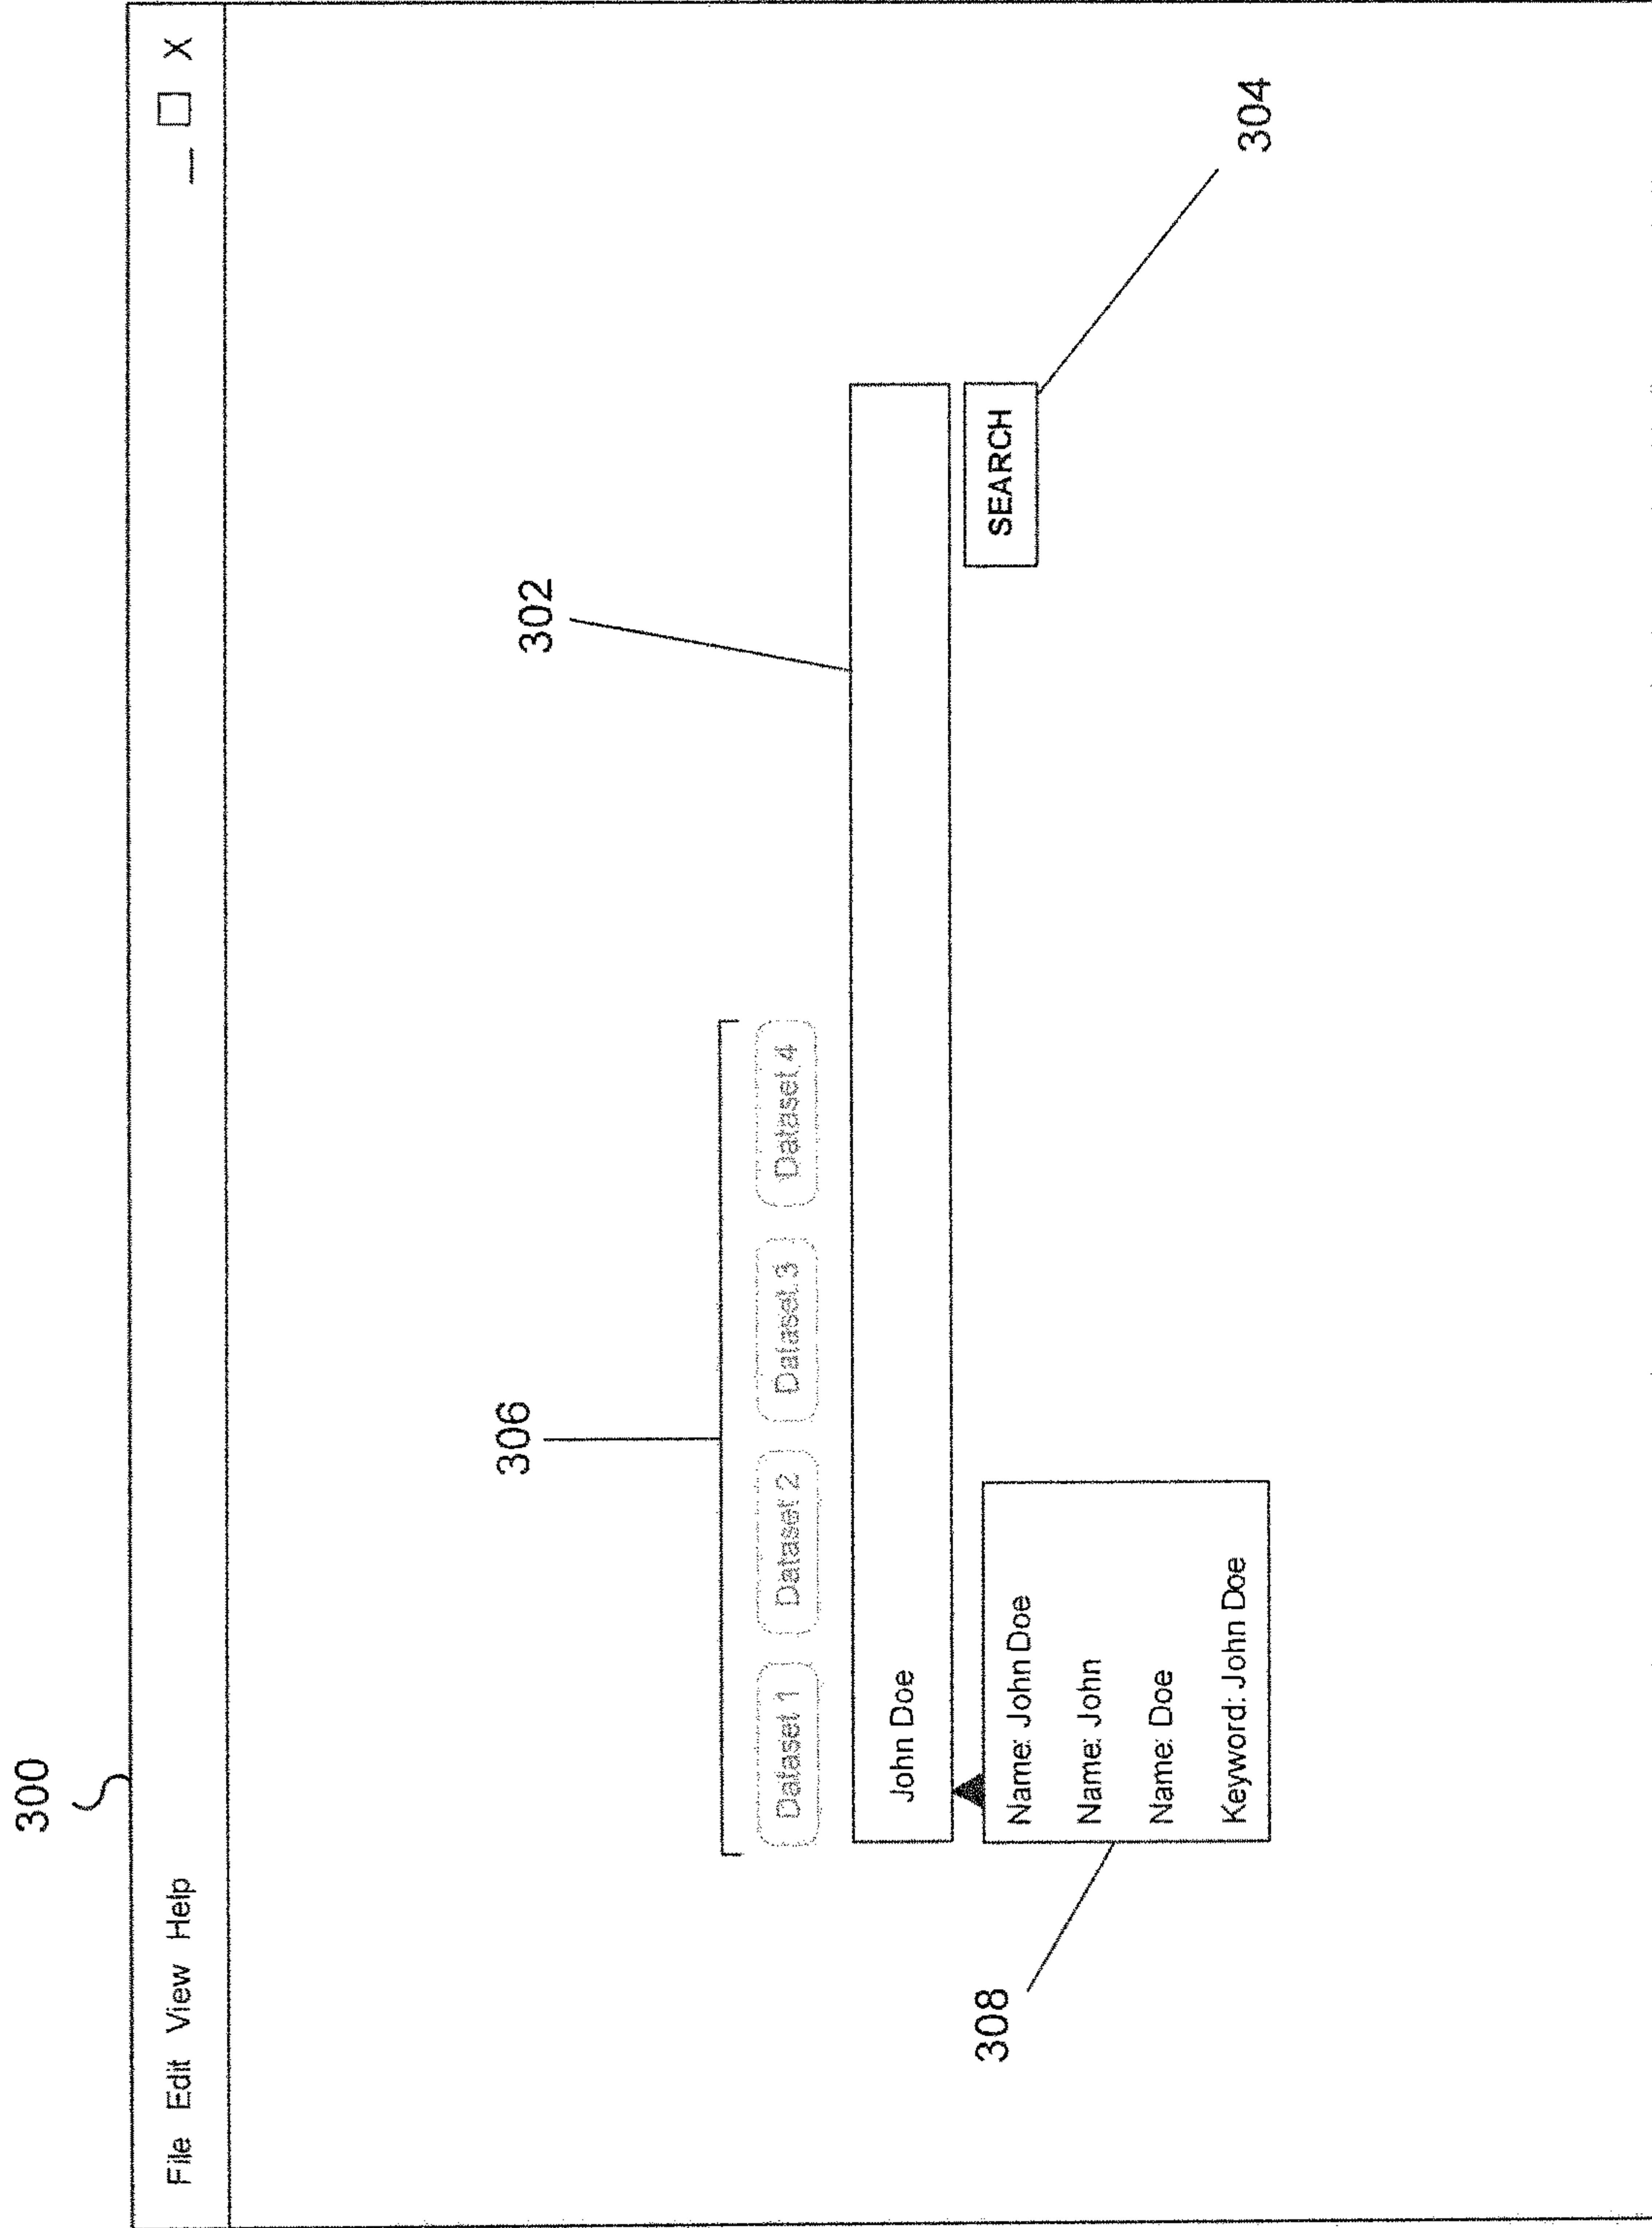 300
File Edit View Help _ □ X
306
302
Dataset 1 Dataset 2 Dataset 3 Dataset 4
John Doe
SEARCH
304
308
Name: John Doe
Name: John
Name: Doe
Keyword: John Doe